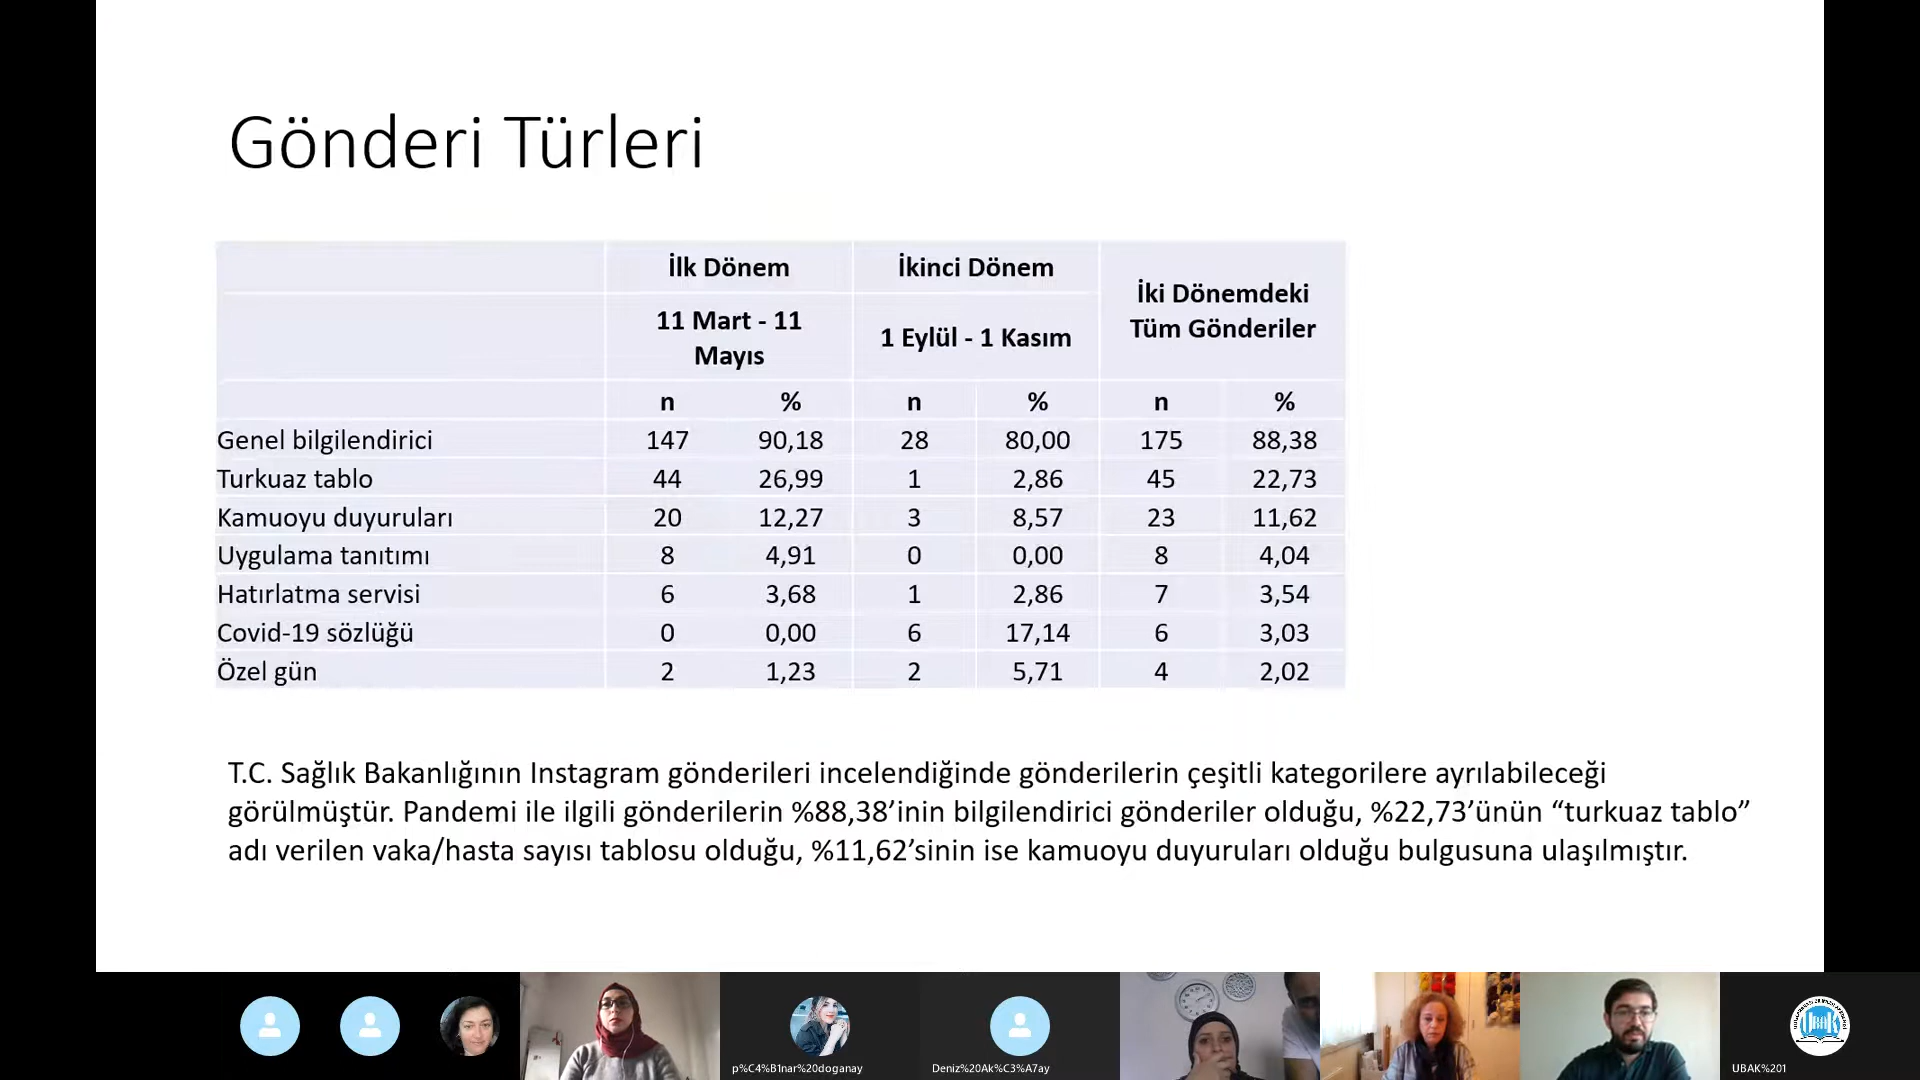 Gönderi Türleri
İlk Dönem İkinci Dönem İki Dönemdeki
Tüm Gönderiler
11 Mart - 11
Mayıs 1 Eylül - 1 Kasım
n % n % n %
Genel bilgilendirici 147 90,18 28 80,00 175 88,38
Turkuaz tablo 44 26,99 1 2,86 45 22,73
Kamuoyu duyuruları 20 12,27 3 8,57 23 11,62
Uygulama tanıtımı 8 4,91 0 0,00 8 4,04
Hatırlatma servisi 6 3,68 1 2,86 7 3,54
Covid-19 sözlüğü 0 0,00 6 17,14 6 3,03
Özel gün 2 1,23 2 5,71 4 2,02
T.C. Sağlık Bakanlığının Instagram gönderileri incelendiğinde gönderilerin çeşitli kategorilere ayrılabileceği
görülmüştür. Pandemi ile ilgili gönderilerin %88,38’inin bilgilendirici gönderiler olduğu, %22,73’ünün “turkuaz tablo”
adı verilen vaka/hasta sayısı tablosu olduğu, %11,62’sinin ise kamuoyu duyuruları olduğu bulgusuna ulaşılmıştır.
p%C4%B1nar%20doganay
Deniz%20Ak%C3%A7ay
UBAK
UBAK%201